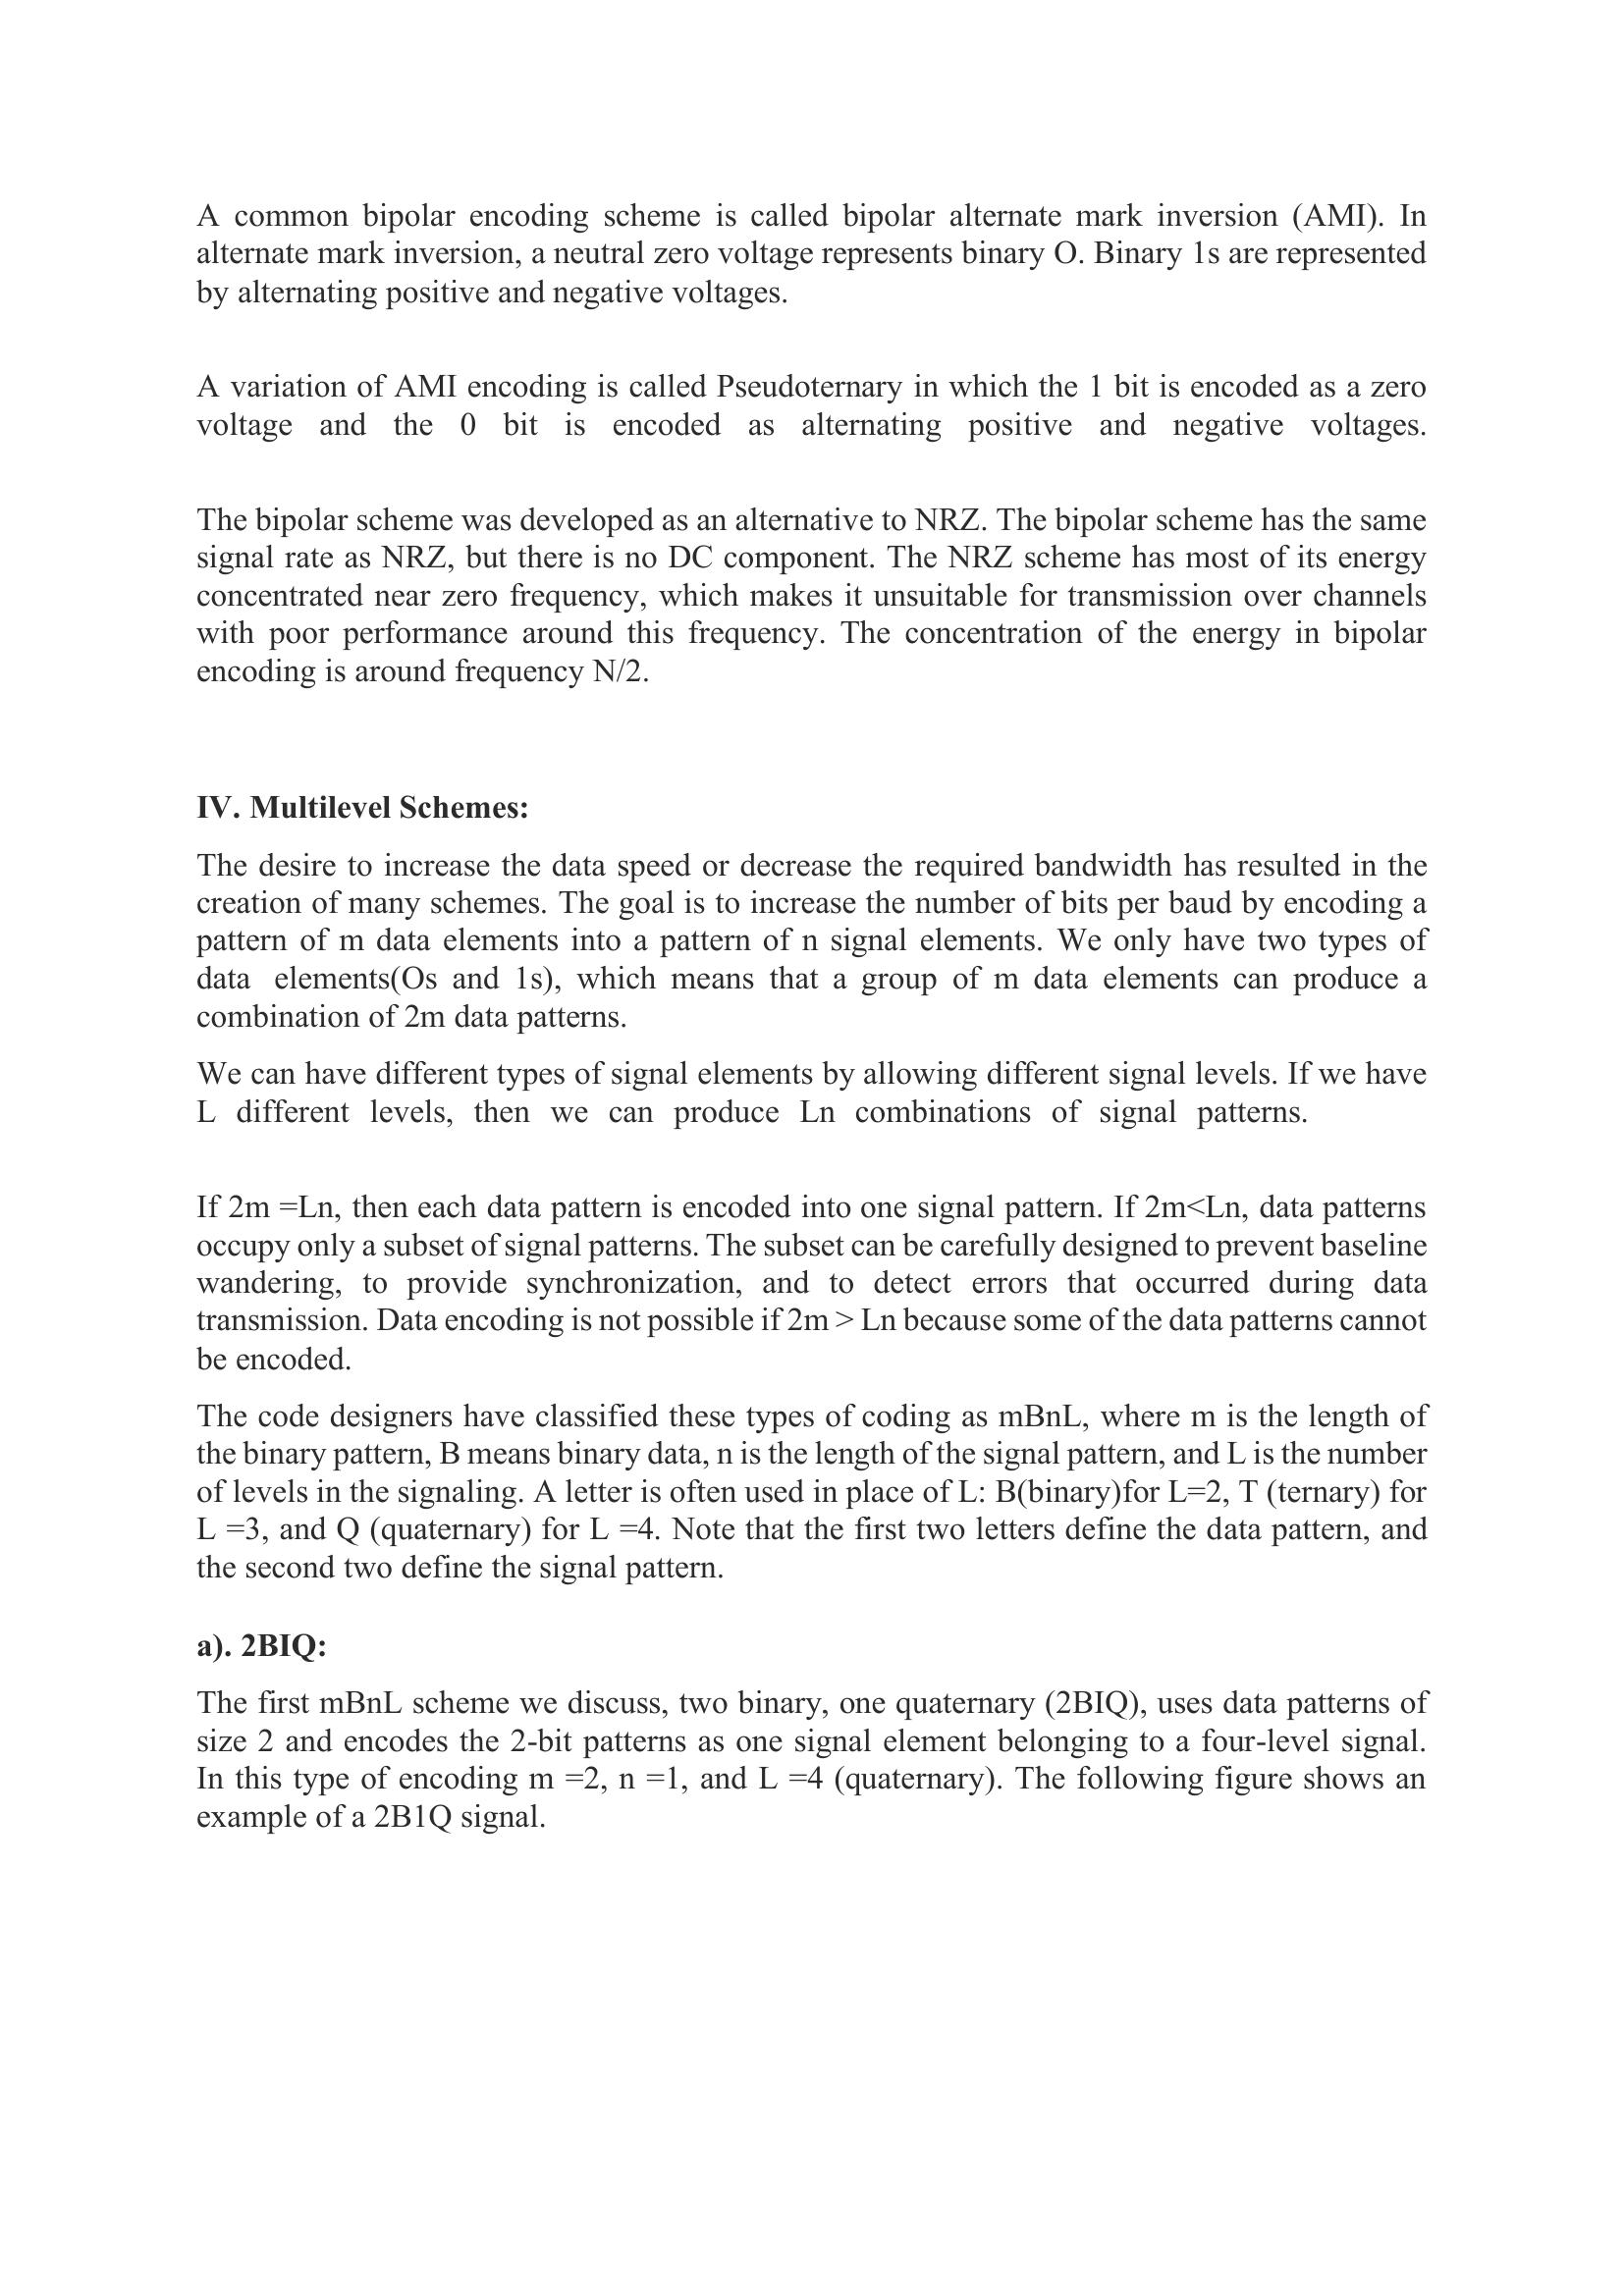 A common bipolar encoding scheme is called bipolar alternate mark inversion (AMI). In
alternate mark inversion, a neutral zero voltage represents binary O. Binary 1s are represented
by alternating positive and negative voltages.
A variation of AMI encoding is called Pseudoternary in which the 1 bit is encoded as a zero
voltage and the 0 bit is encoded as alternating positive and negative voltages.
The bipolar scheme was developed as an alternative to NRZ. The bipolar scheme has the same
signal rate as NRZ, but there is no DC component. The NRZ scheme has most of its energy
concentrated near zero frequency, which makes it unsuitable for transmission over channels
with poor performance around this frequency. The concentration of the energy in bipolar
encoding is around frequency N/2.
IV. Multilevel Schemes:
The desire to increase the data speed or decrease the required bandwidth has resulted in the
creation of many schemes. The goal is to increase the number of bits per baud by encoding a
pattern of m data elements into a pattern of n signal elements. We only have two types of
data elements(Os and 1s), which means that a group of m data elements can produce a
combination of 2m data patterns.
We can have different types of signal elements by allowing different signal levels. If we have
L different levels, then we can produce Ln combinations of signal patterns.
If 2m =Ln, then each data pattern is encoded into one signal pattern. If 2m<Ln, data patterns
occupy only a subset of signal patterns. The subset can be carefully designed to prevent baseline
wandering, to provide synchronization, and to detect errors that occurred during data
transmission. Data encoding is not possible if 2m > Ln because some of the data patterns cannot
be encoded.
The code designers have classified these types of coding as mBnL, where m is the length of
the binary pattern, B means binary data, n is the length of the signal pattern, and L is the number
of levels in the signaling. A letter is often used in place of L: B(binary)for L=2, T (ternary) for
L =3, and Q (quaternary) for L =4. Note that the first two letters define the data pattern, and
the second two define the signal pattern.
a). 2BIQ:
The first mBnL scheme we discuss, two binary, one quaternary (2BIQ), uses data patterns of
size 2 and encodes the 2-bit patterns as one signal element belonging to a four-level signal.
In this type of encoding m =2, n =1, and L =4 (quaternary). The following figure shows an
example of a 2B1Q signal.